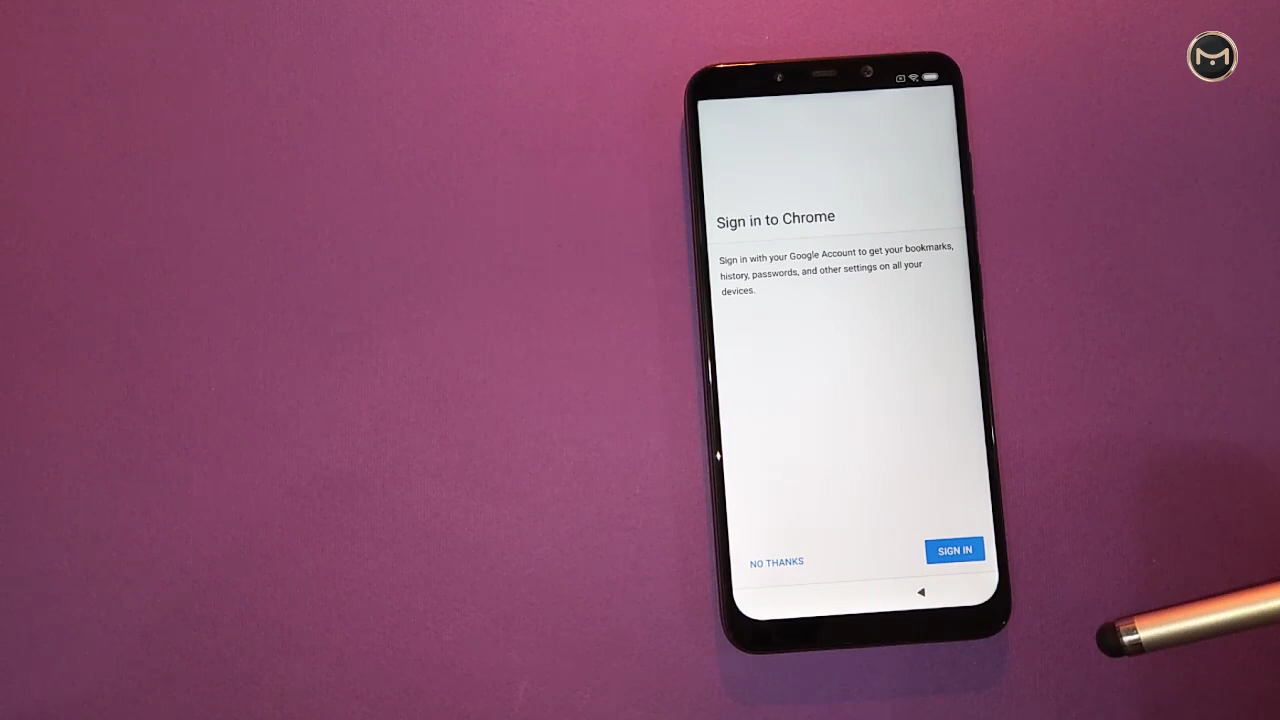 Sign in to Chrome
Sign in with your Google Account to get your bookmarks,
history, passwords, and other settings on all your
devices.
NO THANKS
SIGN IN